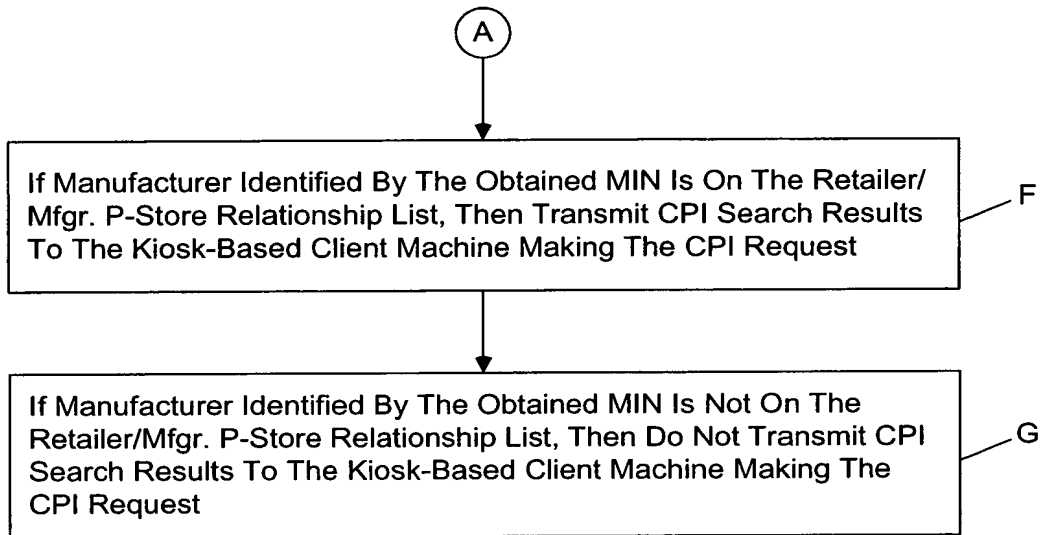 A
If Manufacturer Identified By The Obtained MIN Is On The Retailer/
Mfgr. P-Store Relationship List, Then Transmit CPI Search Results
To The Kiosk-Based Client Machine Making The CPI Request
F
If Manufacturer Identified By The Obtained MIN Is Not On The
Retailer/Mfgr. P-Store Relationship List, Then Do Not Transmit CPI
Search Results To The Kiosk-Based Client Machine Making The
CPI Request
G